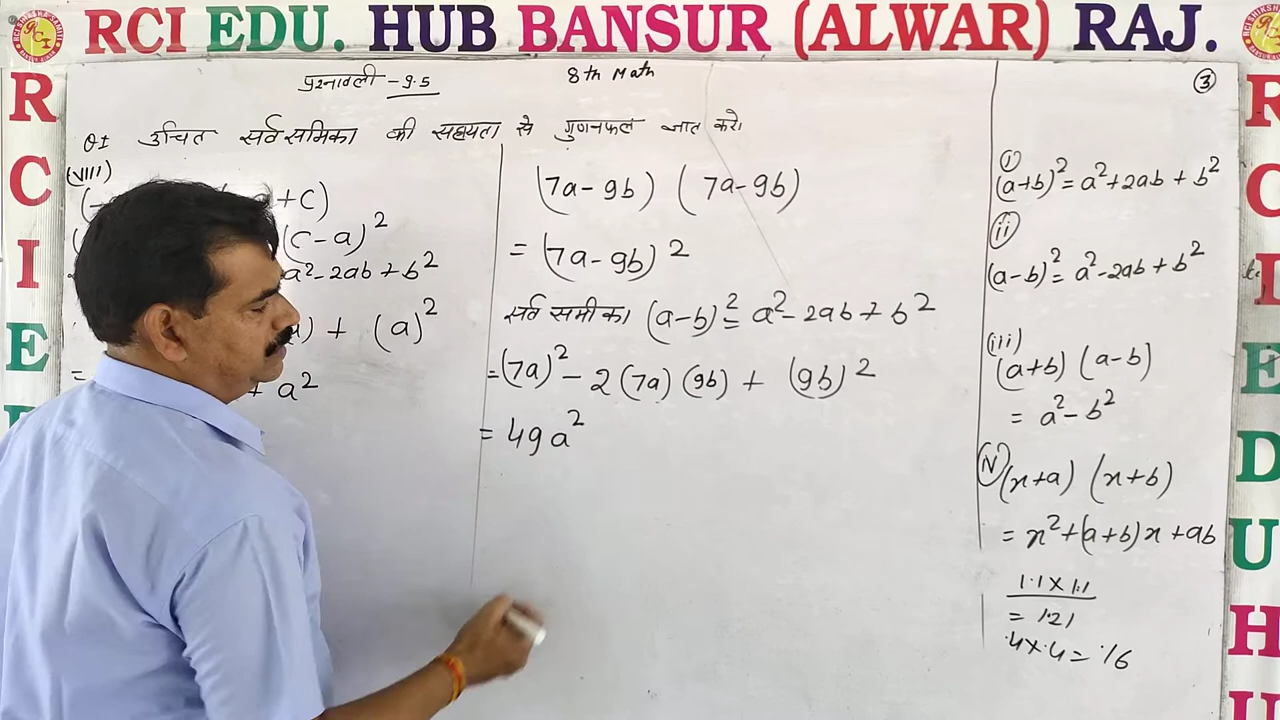 RCI EDU. HUB BANSUR (ALWAR) RAJ.
R
C
I
E
प्रश्नावली - 9.5
8th Math
3
Q1 उचित सर्वसमिका की सहायता से गुणनफल ज्ञात करो।
(VIII)
+C)
(c-a)²
a²-2ab+b²
) + (a)²
=
+ a²
(7a-9b) (7a-9b)
= (7a-9b)²
सर्व समीका (a-b)² = a²-2ab+b²
= (7a)² - 2(7a)(9b) + (9b)²
= 49a²
(i)
(a+b)² = a²+2ab+b²
(ii)
(a-b)² = a²-2ab+b²
(iii)
(a+b) (a-b)
= a²-b²
(iv) (x+a) (x+b)
= x²+(a+b)x+ab
1.1×1.1
= 1.21
.4×.4 = .16
R
C
I
E
D
U
H
U